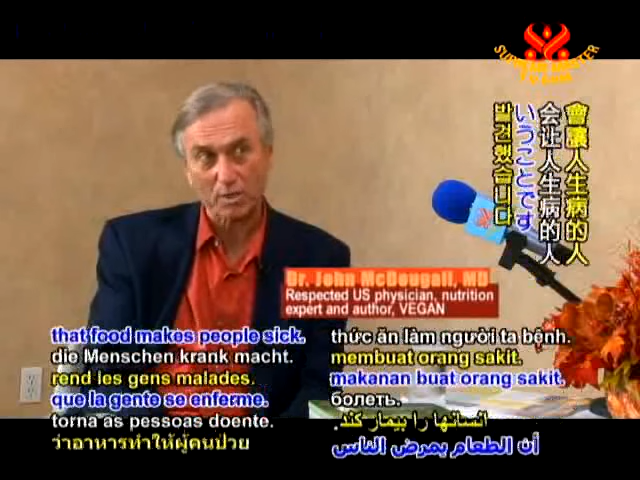 SUPREME MASTER
TV.COM
會讓人生病的人
会让人生病的人
いうことです
발견했습니다
Dr. John McDougall, MD
Respected US physician, nutrition
expert and author, VEGAN
that food makes people sick.
die Menschen krank macht.
rend les gens malades.
que la gente se enferme.
torna as pessoas doente.
ว่าอาหารทำให้ผู้คนป่วย
thức ăn làm người ta bệnh.
membuat orang sakit.
makanan buat orang sakit.
болеть.
انسانها را بیمار کند.
أن الطعام يمرض الناس